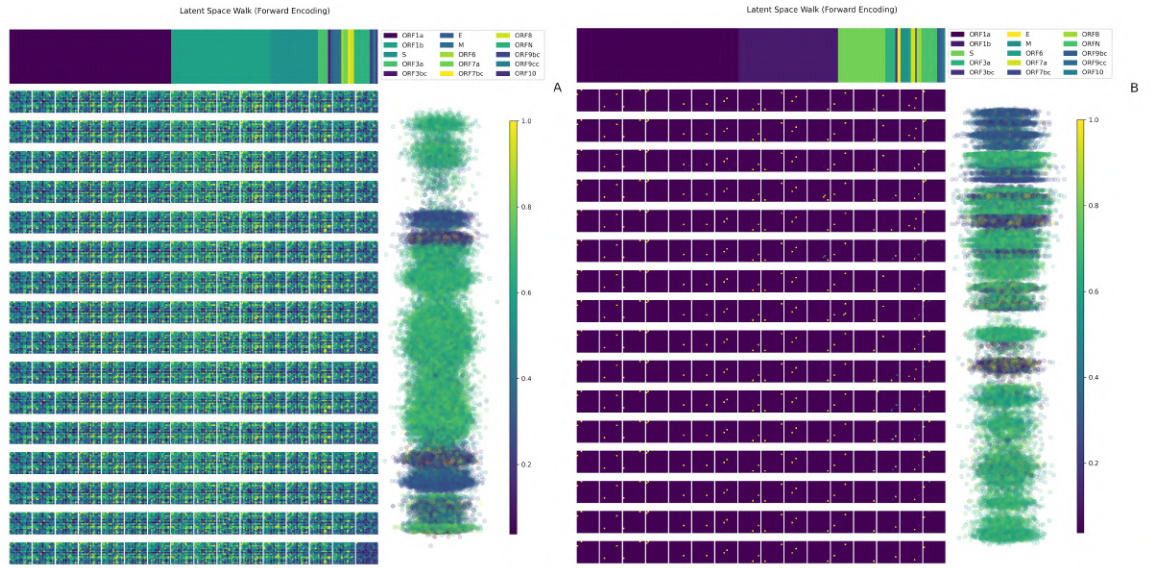 Latent Space Walk (Forward Encoding)
ORF1a E ORF8
ORF1b M ORFN
S ORF6 ORF9bc
ORF3a ORF7a ORF9cc
ORF3bc ORF7bc ORF10
A
1.0
0.8
0.6
0.4
0.2
Latent Space Walk (Forward Encoding)
ORF1a E ORF8
ORF1b M ORFN
S ORF6 ORF9bc
ORF3a ORF7a ORF9cc
ORF3bc ORF7bc ORF10
B
1.0
0.8
0.6
0.4
0.2